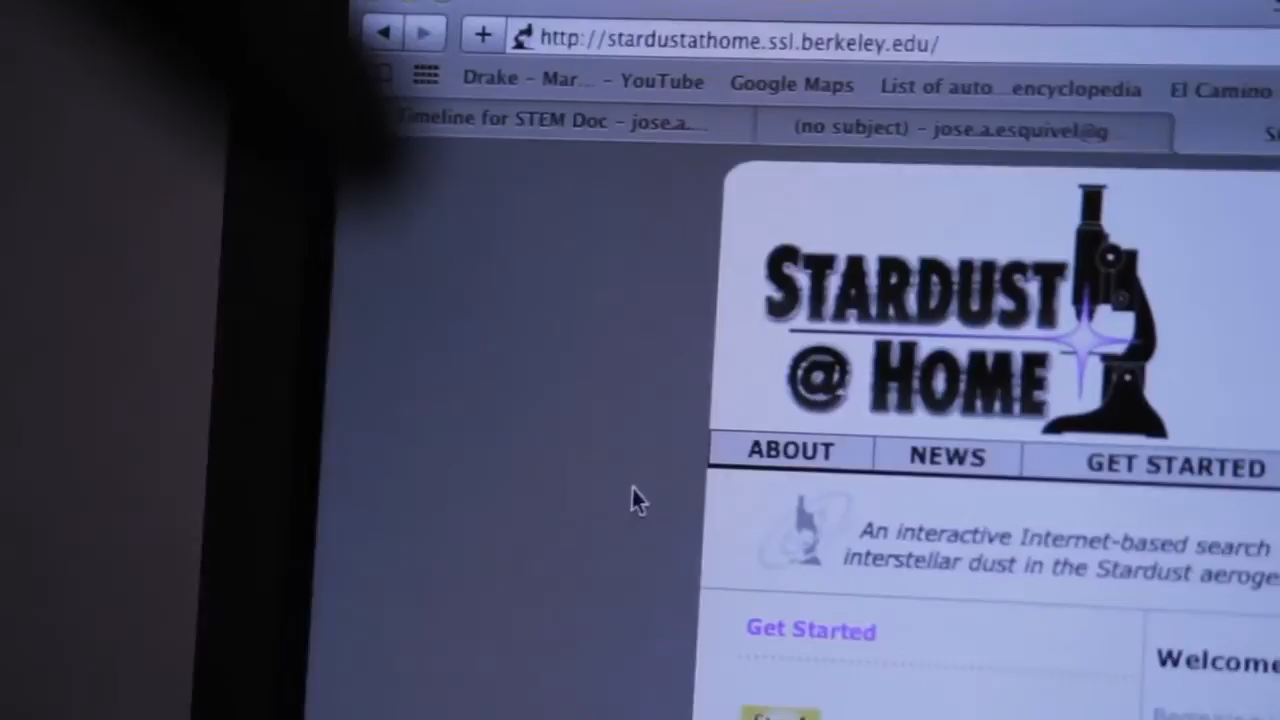 http://stardustathome.ssl.berkeley.edu/
Drake - Mar... - YouTube Google Maps List of auto...encyclopedia El Camino
Timeline for STEM Doc - jose.a.... (no subject) - jose.a.esquivel@g
STARDUST
@ HOME
ABOUT NEWS GET STARTED
An interactive Internet-based search
interstellar dust in the Stardust aeroge
Get Started
Welcome